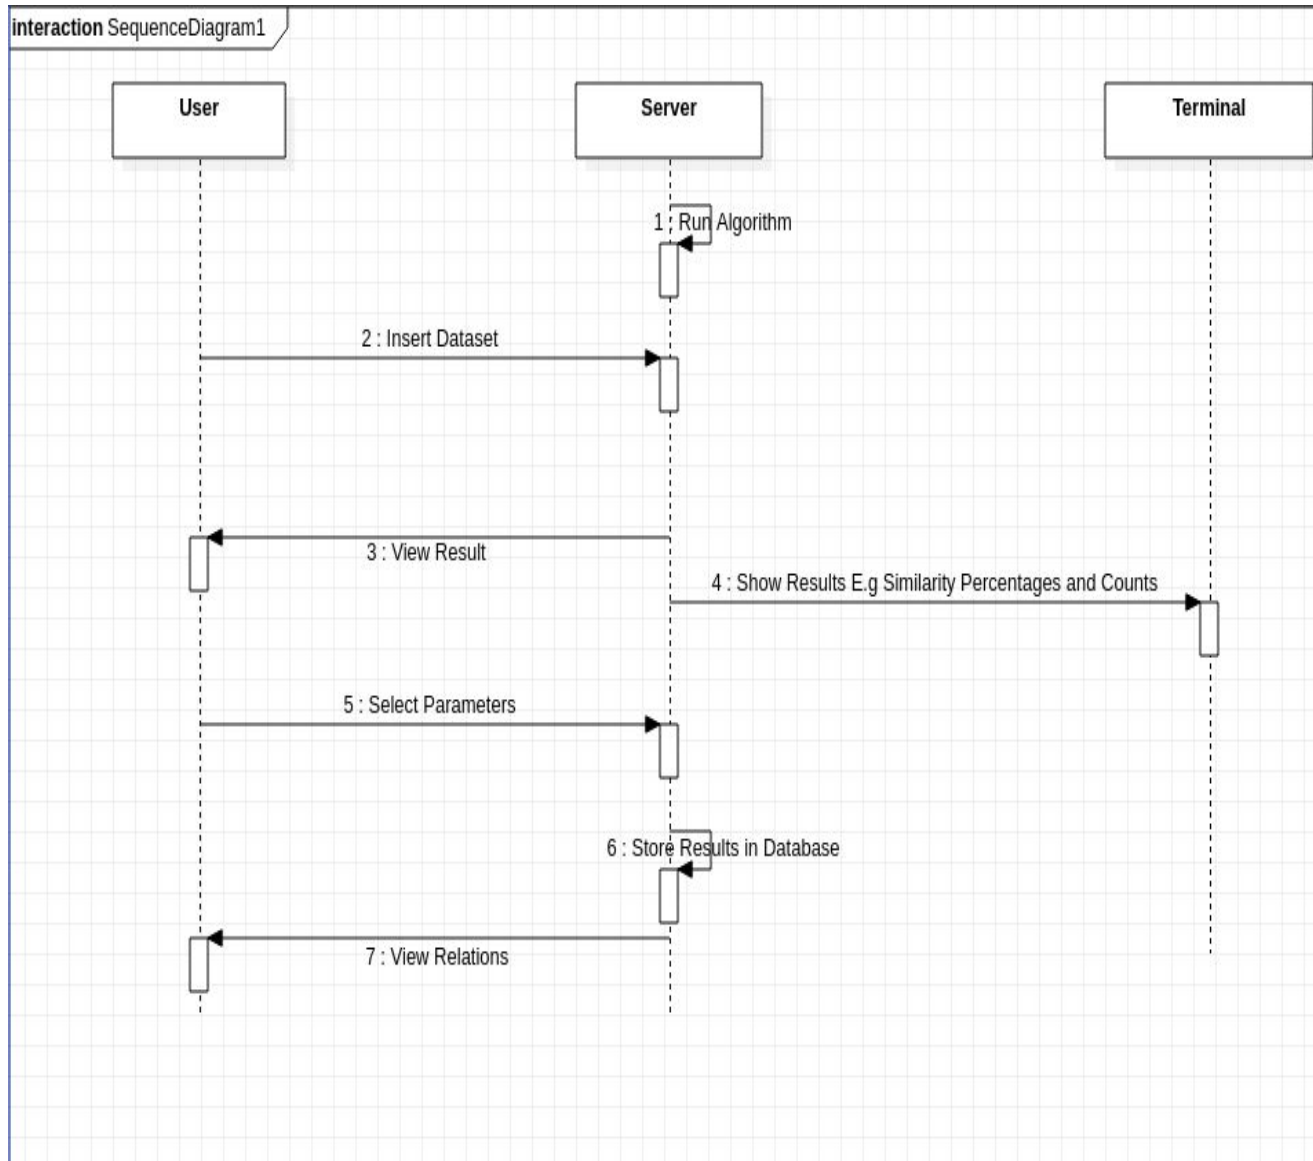 interaction SequenceDiagram1
User
Server
Terminal
1 : Run Algorithm
2 : Insert Dataset
3 : View Result
4 : Show Results E.g Similarity Percentages and Counts
5 : Select Parameters
6 : Store Results in Database
7 : View Relations